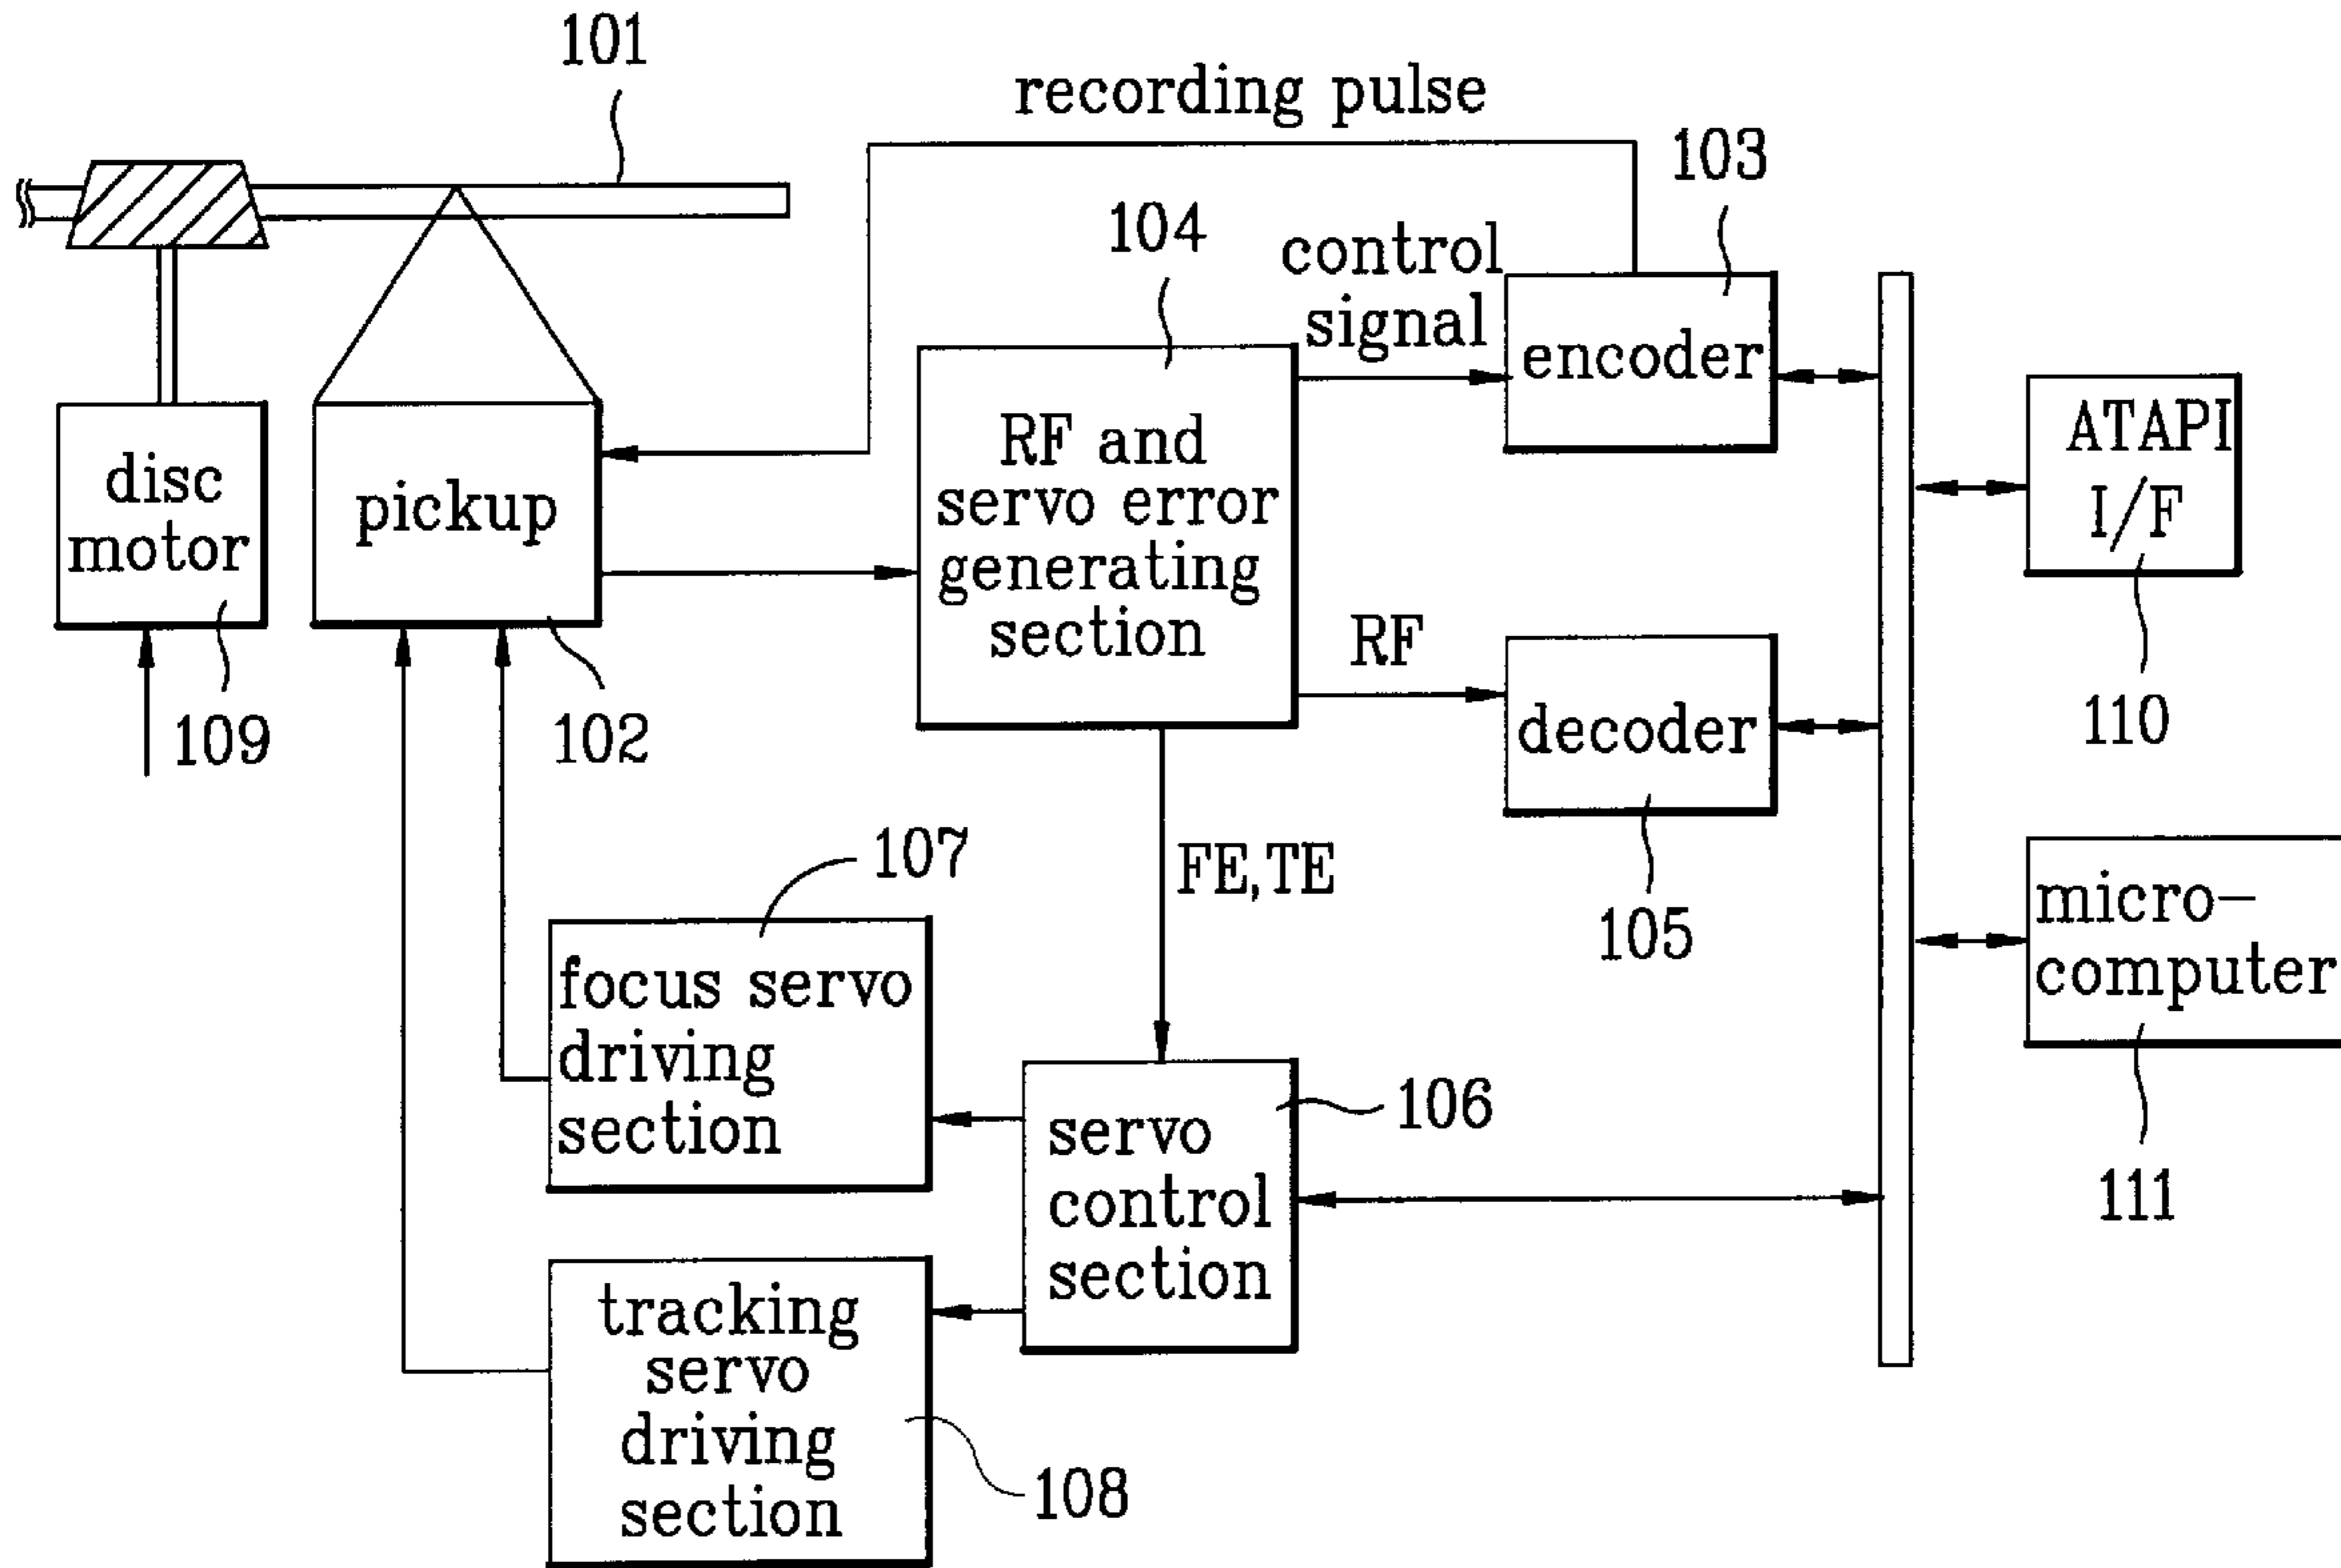 101
recording pulse
103
104
control
signal
encoder
ATAPI
I/F
RF and
servo error
generating
section
disc
motor
pickup
RF
decoder
109
102
110
107
FE,TE
105
micro-
computer
focus servo
driving
section
106
servo
control
section
111
tracking
servo
driving
section
108